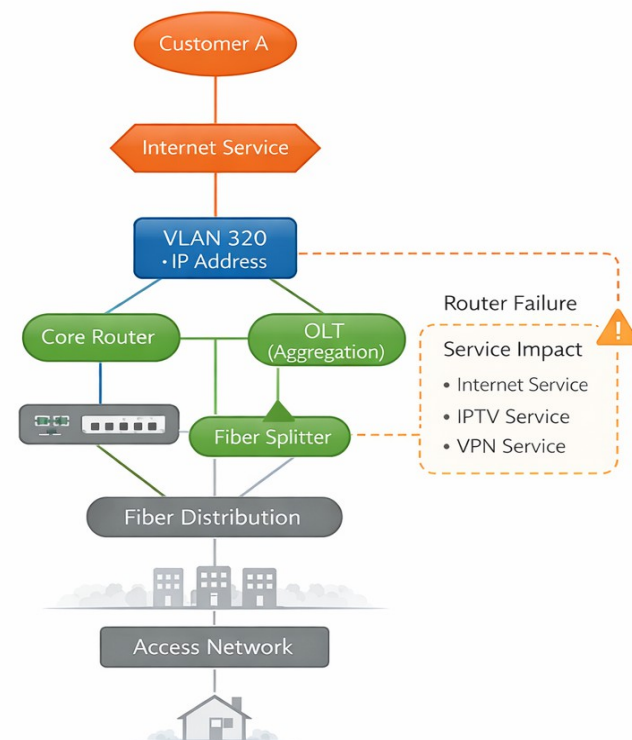 Customer A
Internet Service
VLAN 320
• IP Address
Core Router
OLT
(Aggregation)
Fiber Splitter
Router Failure
!
Service Impact
• Internet Service
• IPTV Service
• VPN Service
Fiber Distribution
Access Network